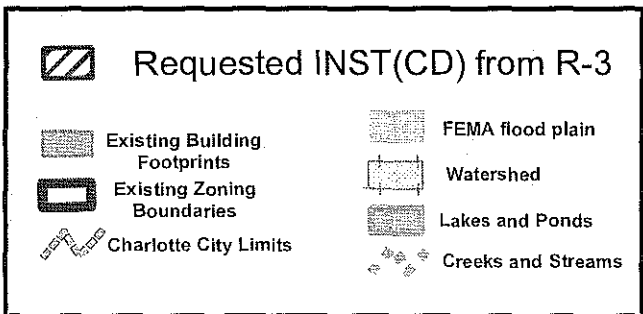 Requested INST(CD) from R-3
Existing Building
Footprints
Existing Zoning
Boundaries
Charlotte City Limits
FEMA flood plain
Watershed
Lakes and Ponds
Creeks and Streams